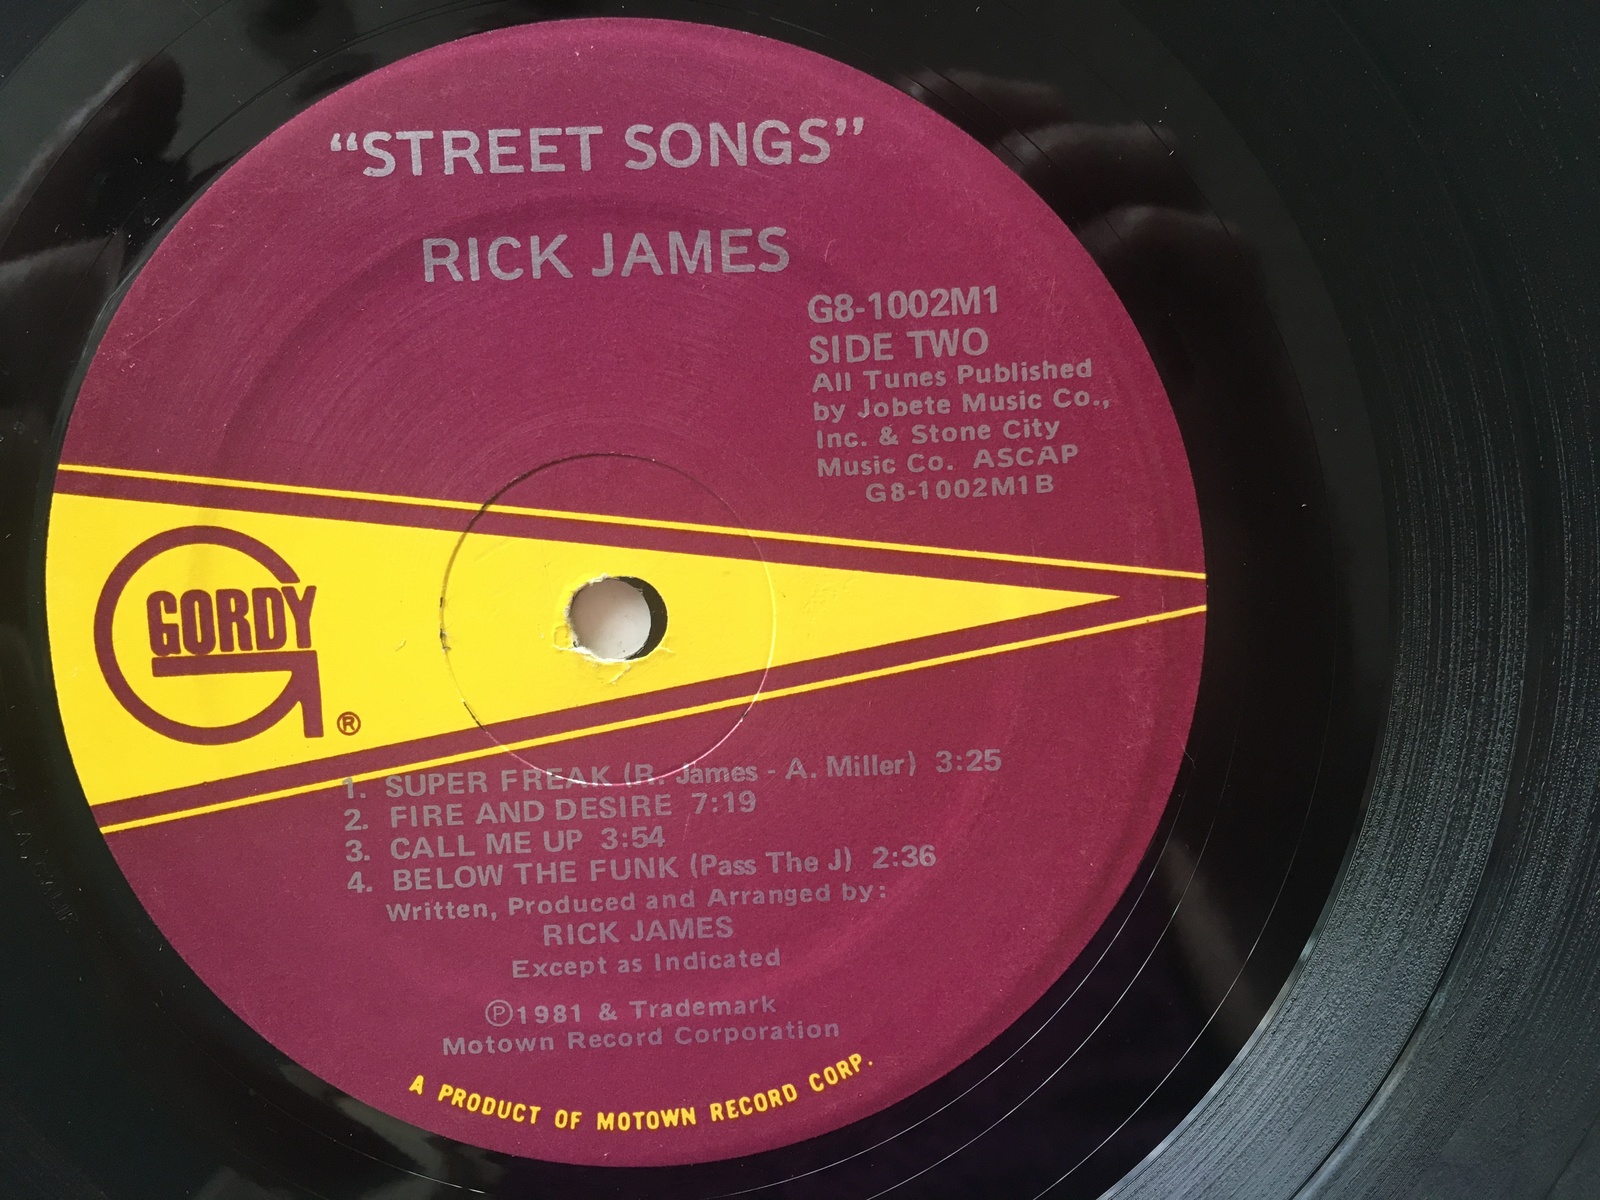 “STREET SONGS”
RICK JAMES
G8-1002M1
SIDE TWO
All Tunes Published
by Jobete Music Co.,
Inc. & Stone City
Music Co. ASCAP
G8-1002M1B
GORDY
®
1. SUPER FREAK (R. James - A. Miller) 3:25
2. FIRE AND DESIRE 7:19
3. CALL ME UP 3:54
4. BELOW THE FUNK (Pass The J) 2:36
Written, Produced and Arranged by:
RICK JAMES
Except as Indicated
℗1981 & Trademark
Motown Record Corporation
A PRODUCT OF MOTOWN RECORD CORP.